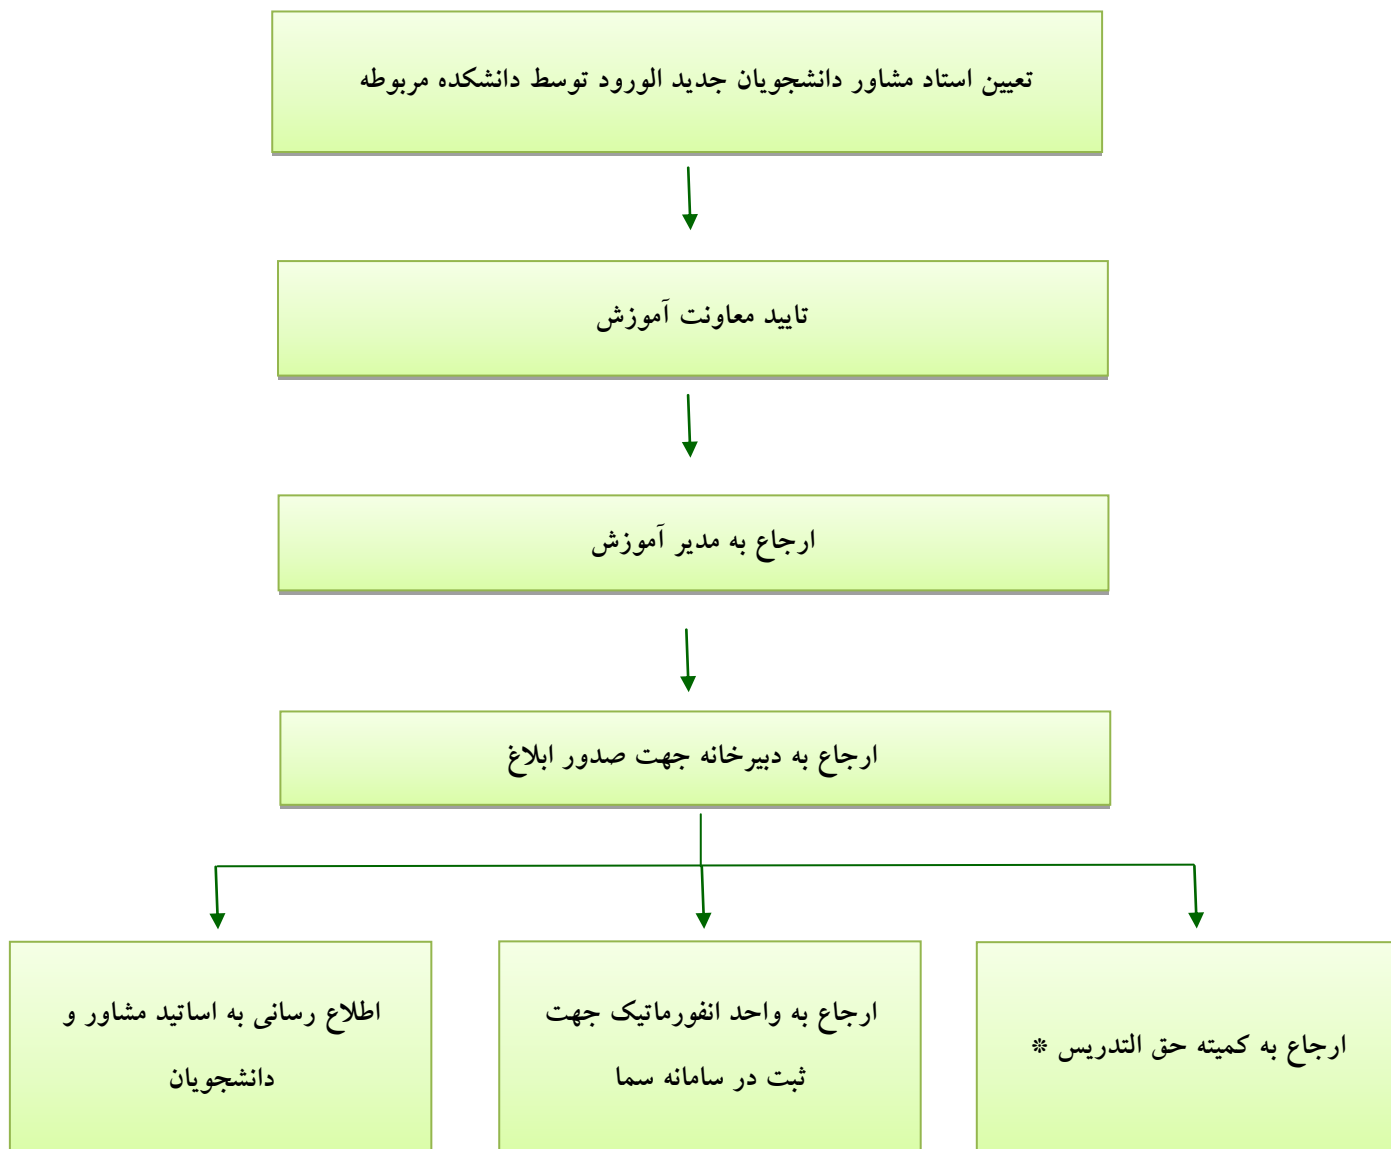 تعیین استاد مشاور دانشجویان جدید الورود توسط دانشکده مربوطه
تایید معاونت آموزش
ارجاع به مدیر آموزش
ارجاع به دبیرخانه جهت صدور ابلاغ
ارجاع به کمیته حق التدریس *
ارجاع به واحد انفورماتیک جهت
ثبت در سامانه سما
اطلاع رسانی به اساتید مشاور و
دانشجویان